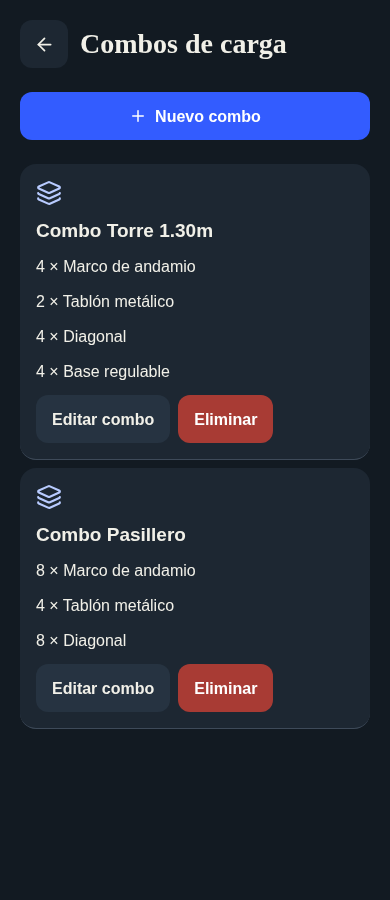 Combos de carga
Nuevo combo
Combo Torre 1.30m
4 × Marco de andamio
2 × Tablón metálico
4 × Diagonal
4 × Base regulable
Editar combo Eliminar
Combo Pasillero
8 × Marco de andamio
4 × Tablón metálico
8 × Diagonal
Editar combo Eliminar